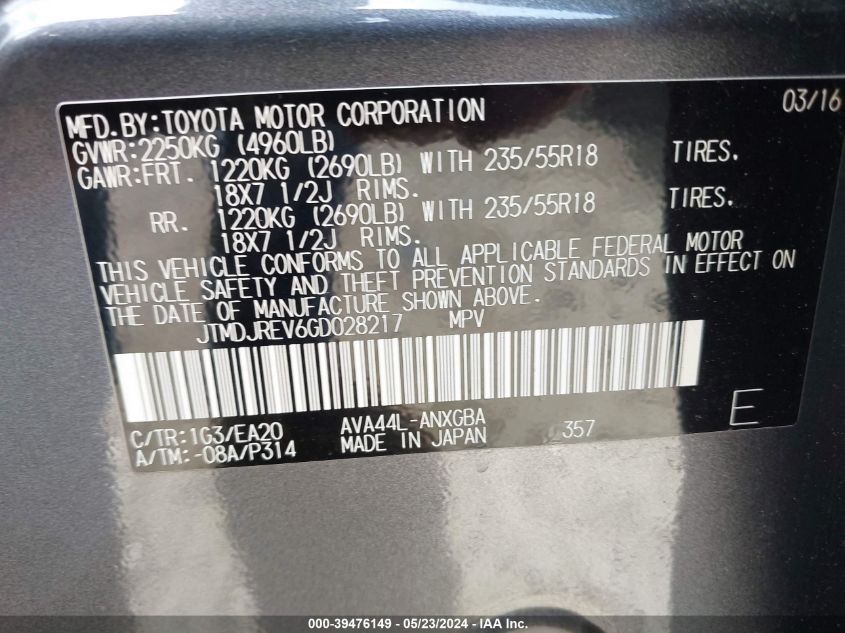 03/16
MFD.BY:TOYOTA MOTOR CORPORATION
GVWR:2250KG (4960LB)
GAWR:FRT. 1220KG (2690LB) WITH 235/55R18 TIRES.
18X7 1/2J RIMS.
RR. 1220KG (2690LB) WITH 235/55R18 TIRES.
18X7 1/2J RIMS.
THIS VEHICLE CONFORMS TO ALL APPLICABLE FEDERAL MOTOR
VEHICLE SAFETY AND THEFT PREVENTION STANDARDS IN EFFECT ON
THE DATE OF MANUFACTURE SHOWN ABOVE.
JTMDJREV6GD028217 MPV
C/TR:1G3/EA20 AVA44L-ANXGBA 357 E
A/TM:-08A/P314 MADE IN JAPAN
000-39476149 - 05/23/2024 - IAA Inc.